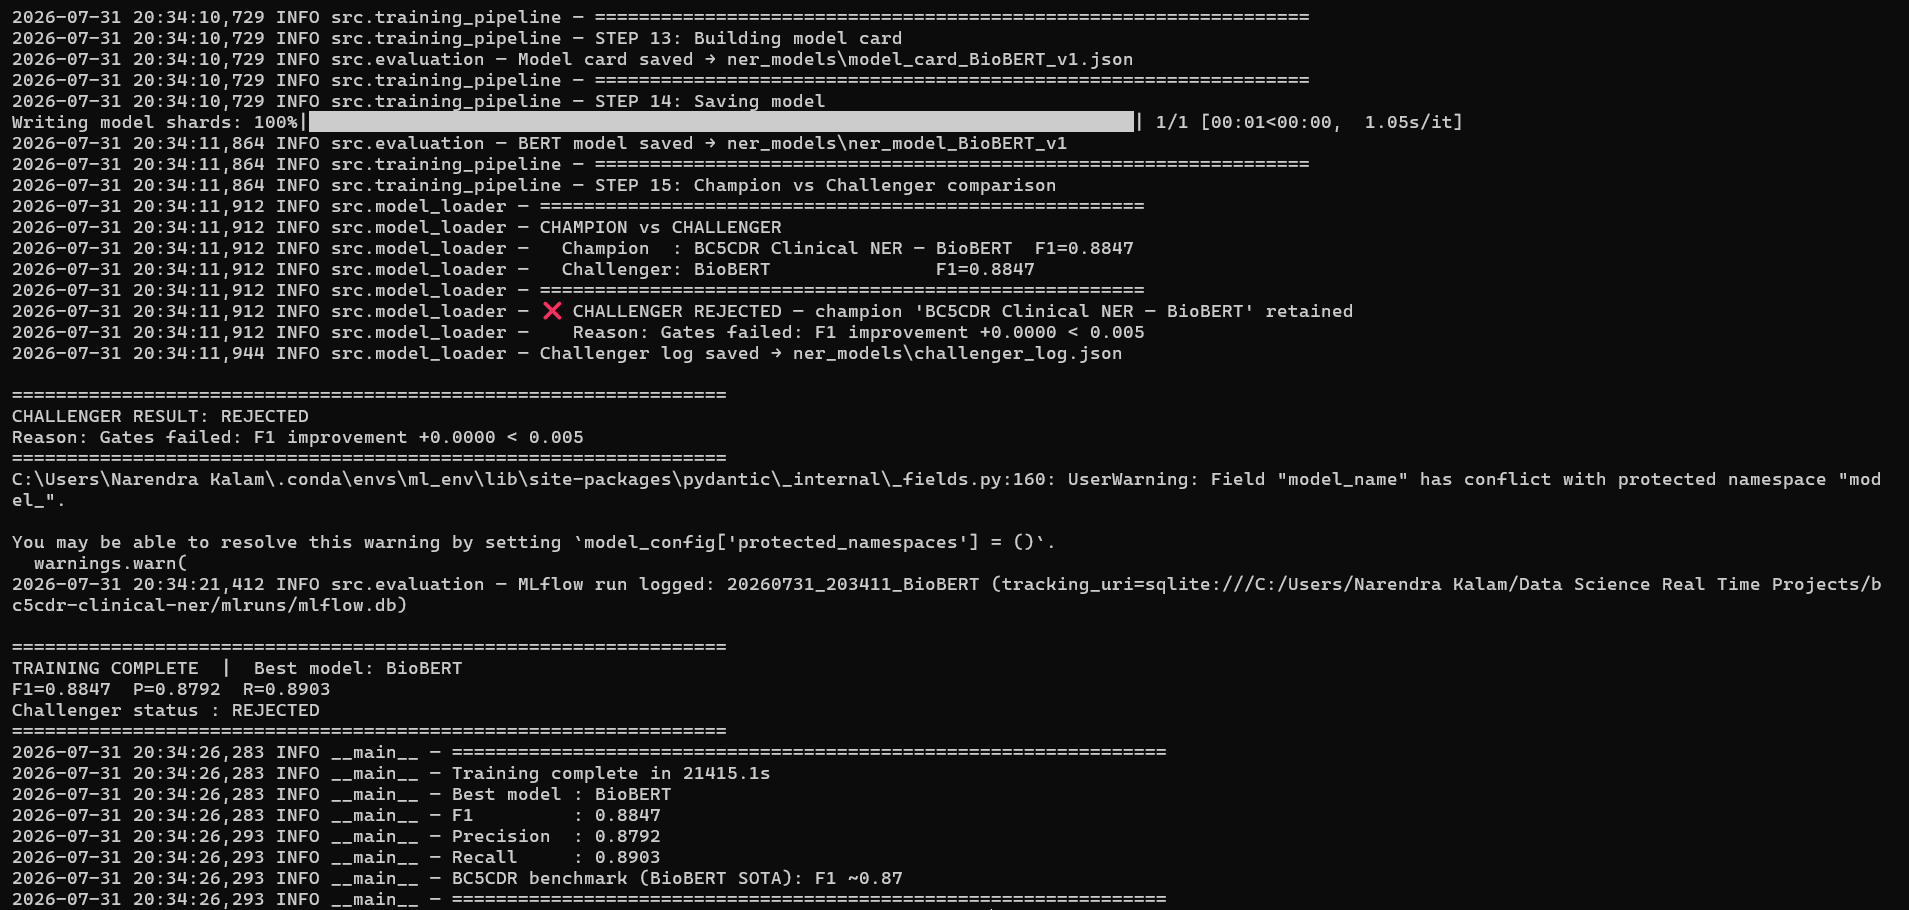 2026-07-31 20:34:10,729 INFO src.training_pipeline — =================================================================
2026-07-31 20:34:10,729 INFO src.training_pipeline — STEP 13: Building model card
2026-07-31 20:34:10,729 INFO src.evaluation — Model card saved → ner_models\model_card_BioBERT_v1.json
2026-07-31 20:34:10,729 INFO src.training_pipeline — =================================================================
2026-07-31 20:34:10,729 INFO src.training_pipeline — STEP 14: Saving model
Writing model shards: 100%|███████████████████████████████████████████████████████████████████████████| 1/1 [00:01<00:00,  1.05s/it]
2026-07-31 20:34:11,864 INFO src.evaluation — BERT model saved → ner_models\ner_model_BioBERT_v1
2026-07-31 20:34:11,864 INFO src.training_pipeline — =================================================================
2026-07-31 20:34:11,864 INFO src.training_pipeline — STEP 15: Champion vs Challenger comparison
2026-07-31 20:34:11,912 INFO src.model_loader — =======================================================
2026-07-31 20:34:11,912 INFO src.model_loader — CHAMPION vs CHALLENGER
2026-07-31 20:34:11,912 INFO src.model_loader —   Champion  : BC5CDR Clinical NER — BioBERT  F1=0.8847
2026-07-31 20:34:11,912 INFO src.model_loader —   Challenger: BioBERT               F1=0.8847
2026-07-31 20:34:11,912 INFO src.model_loader — =======================================================
2026-07-31 20:34:11,912 INFO src.model_loader — ❌ CHALLENGER REJECTED — champion 'BC5CDR Clinical NER — BioBERT' retained
2026-07-31 20:34:11,912 INFO src.model_loader —    Reason: Gates failed: F1 improvement +0.0000 < 0.005
2026-07-31 20:34:11,944 INFO src.model_loader — Challenger log saved → ner_models\challenger_log.json
=================================================================
CHALLENGER RESULT: REJECTED
Reason: Gates failed: F1 improvement +0.0000 < 0.005
=================================================================
C:\Users\Narendra Kalam\.conda\envs\ml_env\lib\site-packages\pydantic\_internal\_fields.py:160: UserWarning: Field "model_name" has conflict with protected namespace "mod
el_".
You may be able to resolve this warning by setting `model_config['protected_namespaces'] = ()`.
  warnings.warn(
2026-07-31 20:34:21,412 INFO src.evaluation — MLflow run logged: 20260731_203411_BioBERT (tracking_uri=sqlite:///C:/Users/Narendra Kalam/Data Science Real Time Projects/b
c5cdr-clinical-ner/mlruns/mlflow.db)
=================================================================
TRAINING COMPLETE  |  Best model: BioBERT
F1=0.8847  P=0.8792  R=0.8903
Challenger status : REJECTED
=================================================================
2026-07-31 20:34:26,283 INFO __main__ — =================================================================
2026-07-31 20:34:26,283 INFO __main__ — Training complete in 21415.1s
2026-07-31 20:34:26,283 INFO __main__ — Best model : BioBERT
2026-07-31 20:34:26,283 INFO __main__ — F1         : 0.8847
2026-07-31 20:34:26,293 INFO __main__ — Precision  : 0.8792
2026-07-31 20:34:26,293 INFO __main__ — Recall     : 0.8903
2026-07-31 20:34:26,293 INFO __main__ — BC5CDR benchmark (BioBERT SOTA): F1 ~0.87
2026-07-31 20:34:26,293 INFO __main__ — =================================================================